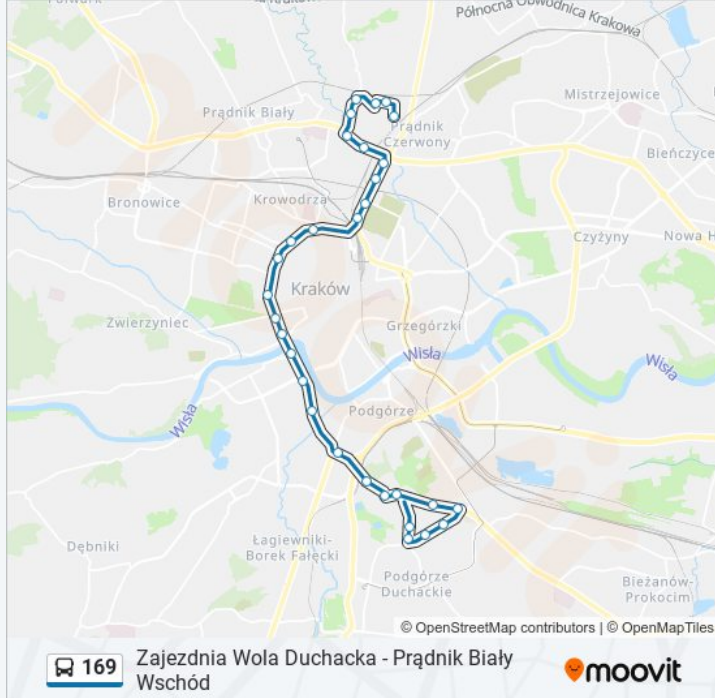 Północna Obwodnica Krakowa
Mistrzejowice
Prądnik Biały
Prądnik
Czerwony
Bieńczyce
Bronowice
Krowodrza
Czyżyny
Nowa H
Kraków
Zwierzyniec
Grzegórzki
Wisła
Wisła
Wisła
Podgórze
Dębniki
Łagiewniki-
Borek Fałęcki
Podgórze
Duchackie
Bieżanów-
Prokocim
© OpenStreetMap contributors | © OpenMapTiles
169
Zajezdnia Wola Duchacka - Prądnik Biały
Wschód
moovit